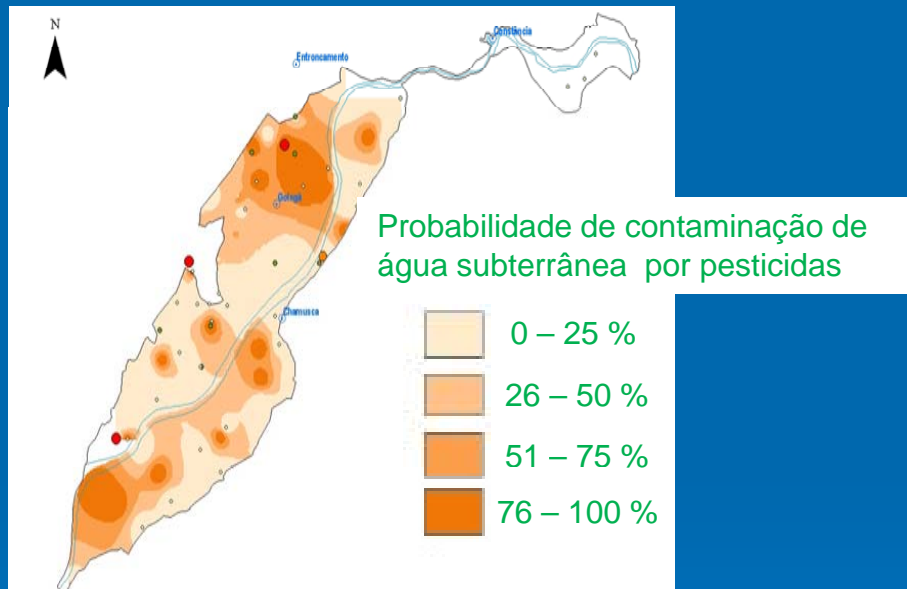 N
Constância
Entroncamento
Golegã
Probabilidade de contaminação de
água subterrânea por pesticidas
Chamusca
0 – 25 %
26 – 50 %
51 – 75 %
76 – 100 %